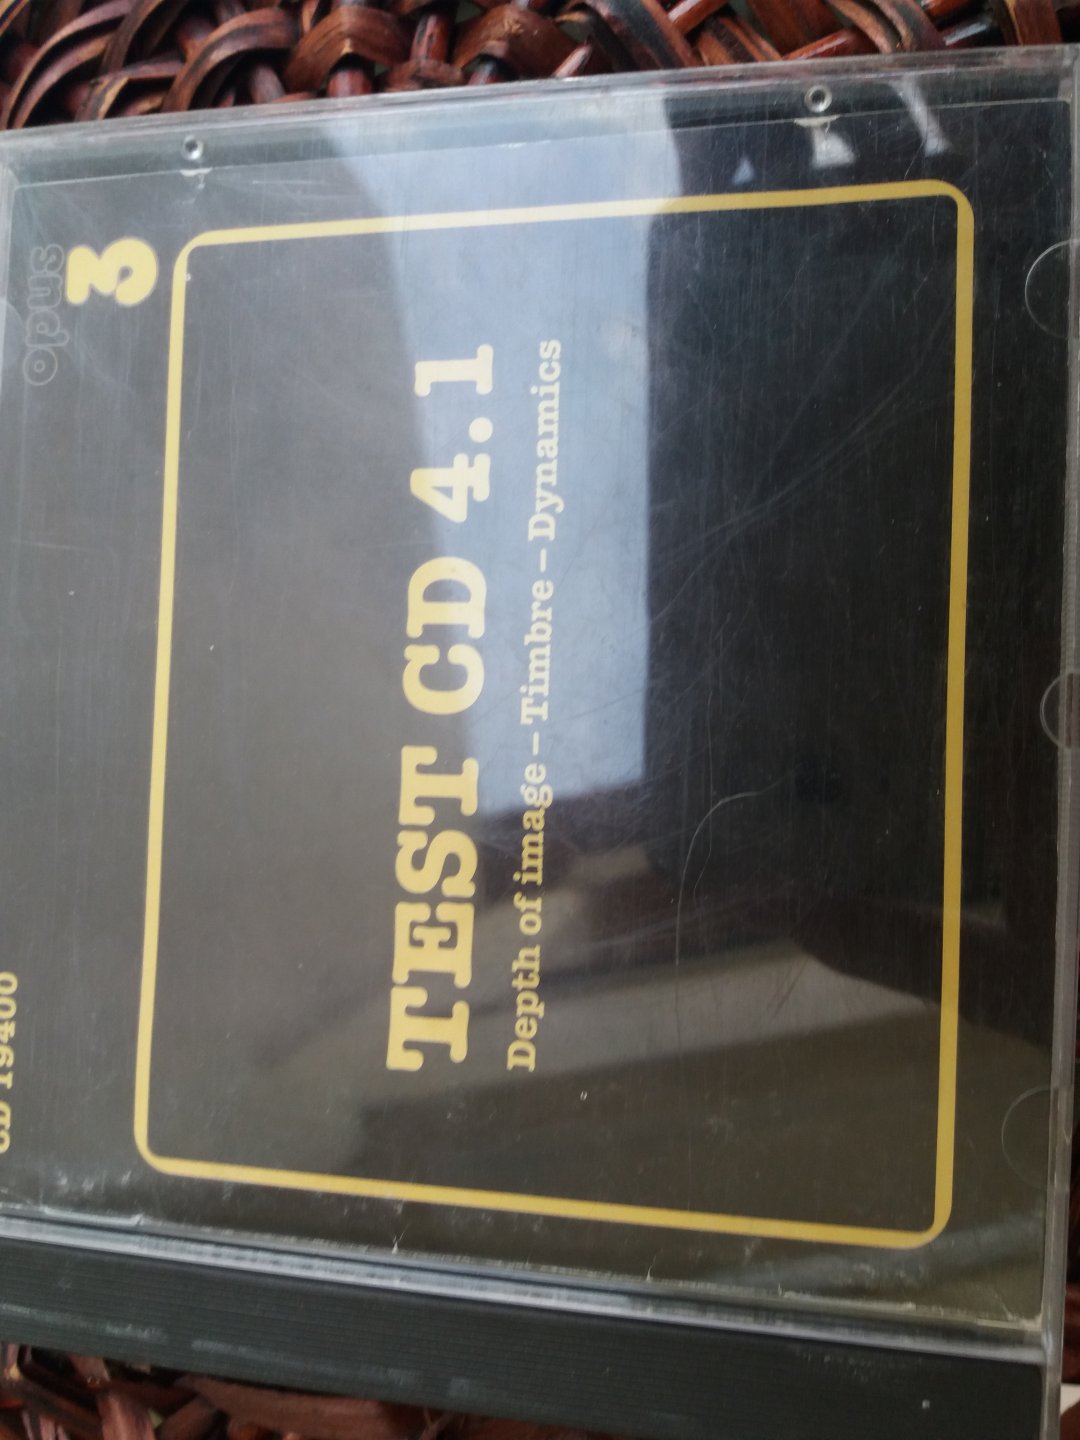 CD 19400
opus
3
TEST CD 4.1
Depth of image – Timbre – Dynamics